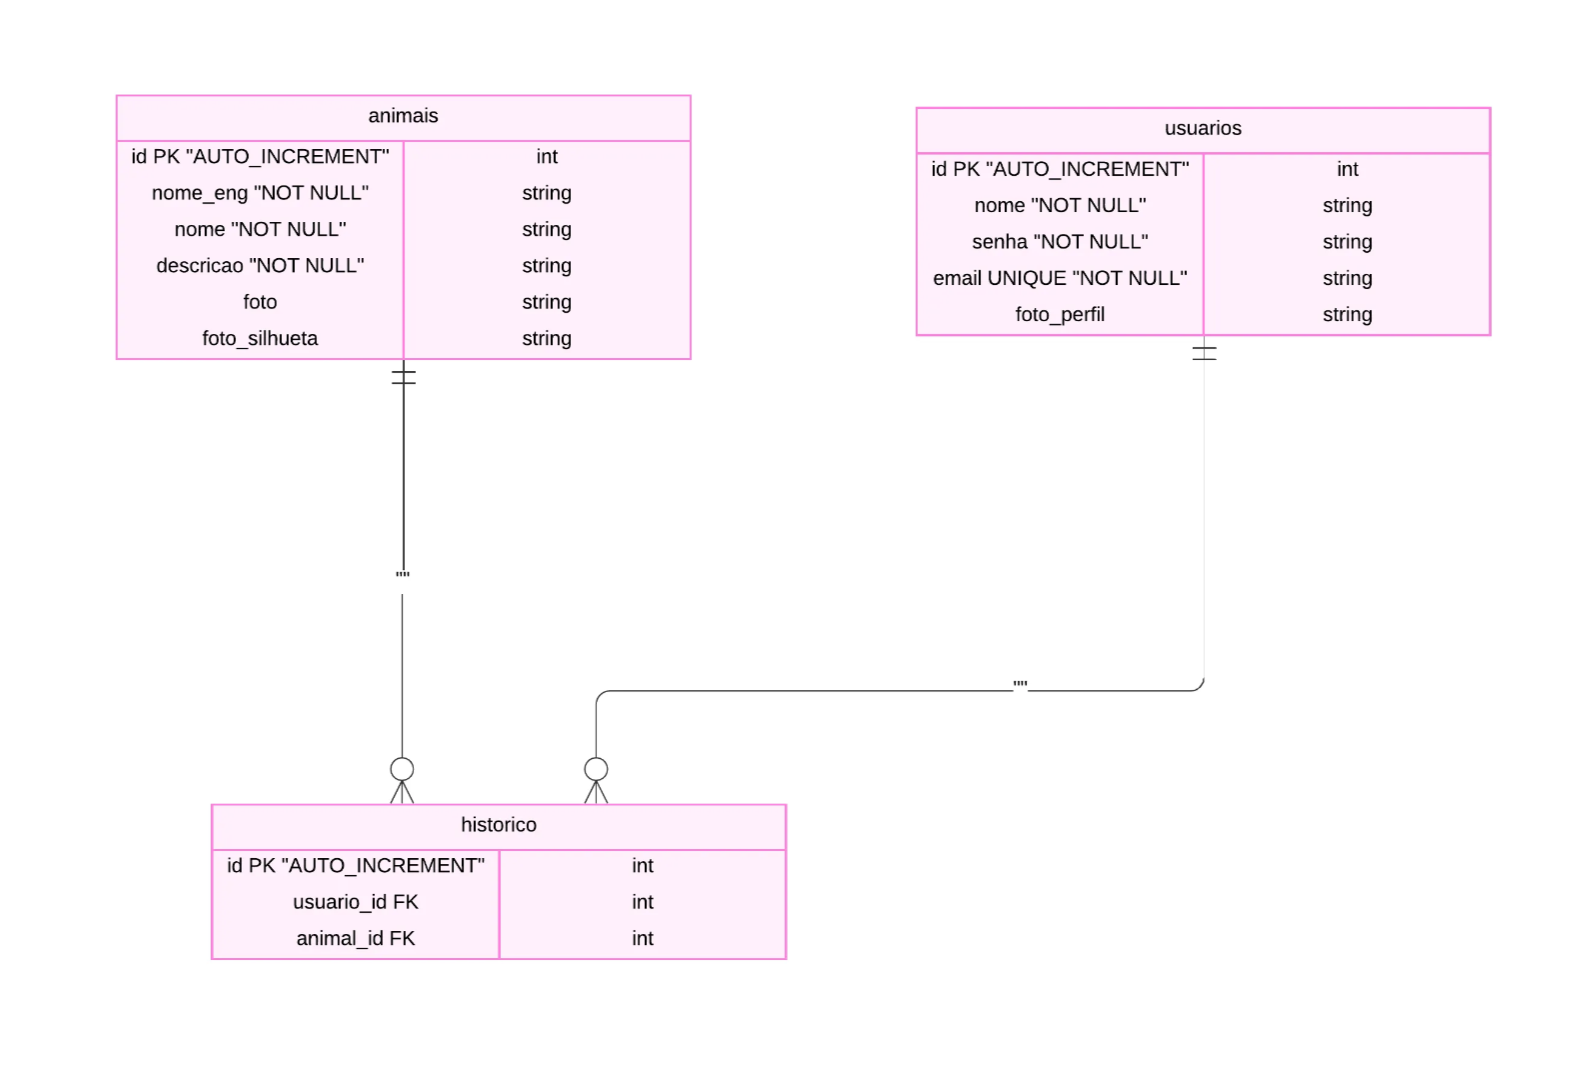 animais
id PK "AUTO_INCREMENT" int
nome_eng "NOT NULL" string
nome "NOT NULL" string
descricao "NOT NULL" string
foto string
foto_silhueta string
usuarios
id PK "AUTO_INCREMENT" int
nome "NOT NULL" string
senha "NOT NULL" string
email UNIQUE "NOT NULL" string
foto_perfil string
""
""
historico
id PK "AUTO_INCREMENT" int
usuario_id FK int
animal_id FK int